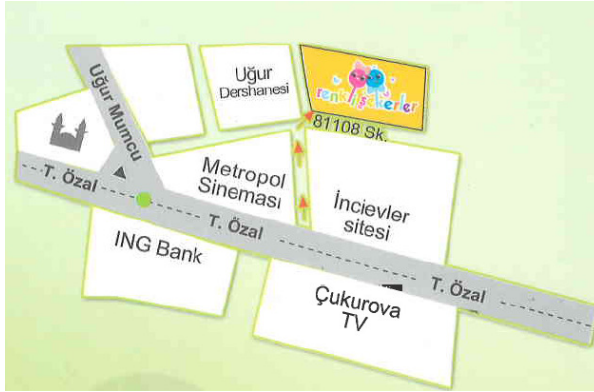 Uğur Mumcu
Uğur
Dershanesi
renkli şekerler
81108 Sk.
Metropol
Sineması
İncievler
sitesi
T. Özal
T. Özal
T. Özal
ING Bank
Çukurova
TV